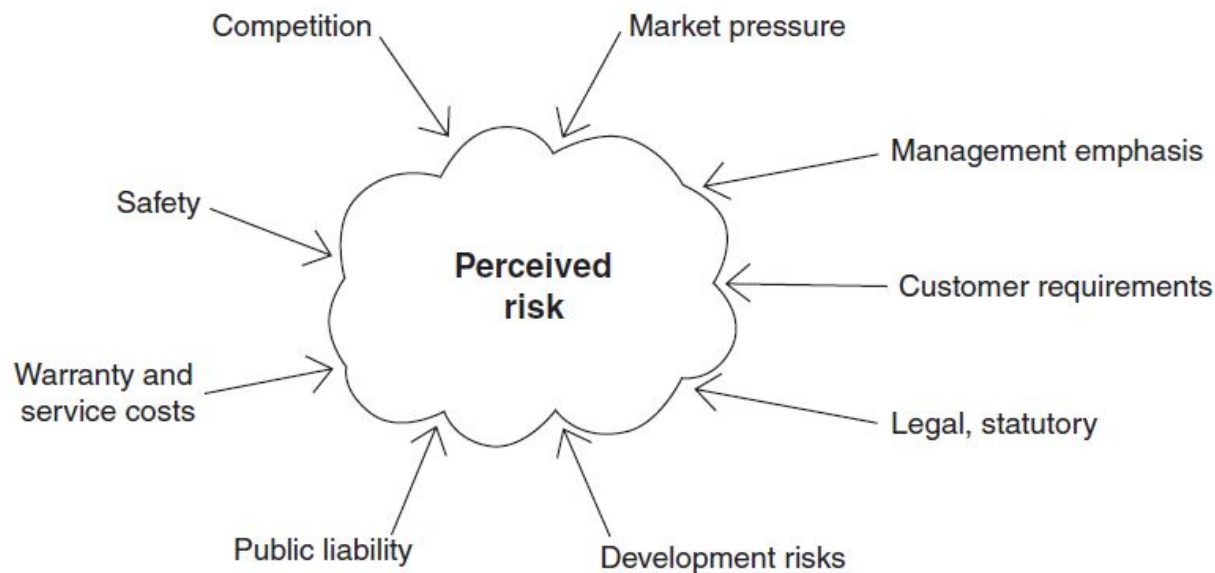 Competition
Market pressure
Management emphasis
Safety
Perceived
risk
Customer requirements
Warranty and
service costs
Legal, statutory
Public liability
Development risks